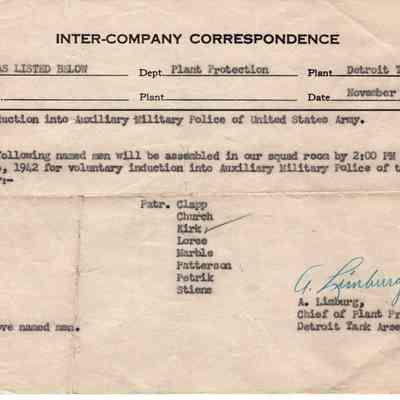 INTER-COMPANY CORRESPONDENCE
AS LISTED BELOW Dept. Plant Protection Plant Detroit Ta
Plant Date November
duction into Auxiliary Military Police of United States Army.
ollowing named men will be assembled in our squad room by 2:00 PM
, 1942 for voluntary induction into Auxiliary Military Police of t
:-
Patr. Clapp
Church
Kirk
Loree
Marble
Patterson
Petrik
Stiens
A. Limburg
A. Limburg,
Chief of Plant Pr
ove named men. Detroit Tank Arse